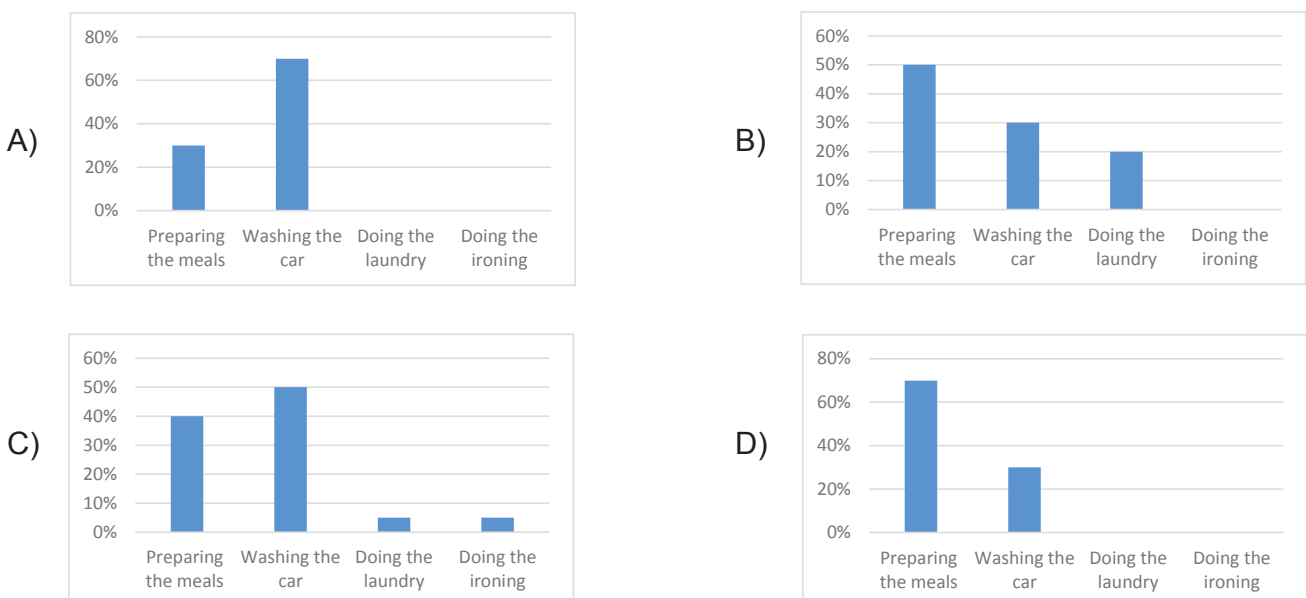 A)
80%
60%
40%
20%
0%
Preparing the meals
Washing the car
Doing the laundry
Doing the ironing
B)
60%
50%
40%
30%
20%
10%
0%
Preparing the meals
Washing the car
Doing the laundry
Doing the ironing
C)
60%
50%
40%
30%
20%
10%
0%
Preparing the meals
Washing the car
Doing the laundry
Doing the ironing
D)
80%
60%
40%
20%
0%
Preparing the meals
Washing the car
Doing the laundry
Doing the ironing